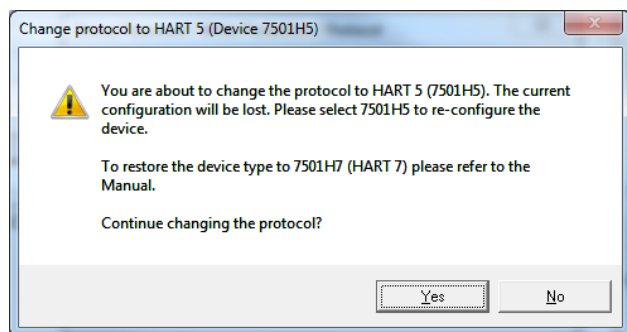 Change protocol to HART 5 (Device 7501H5)
You are about to change the protocol to HART 5 (7501H5). The current
configuration will be lost. Please select 7501H5 to re-configure the
device.
To restore the device type to 7501H7 (HART 7) please refer to the
Manual.
Continue changing the protocol?
Yes
No